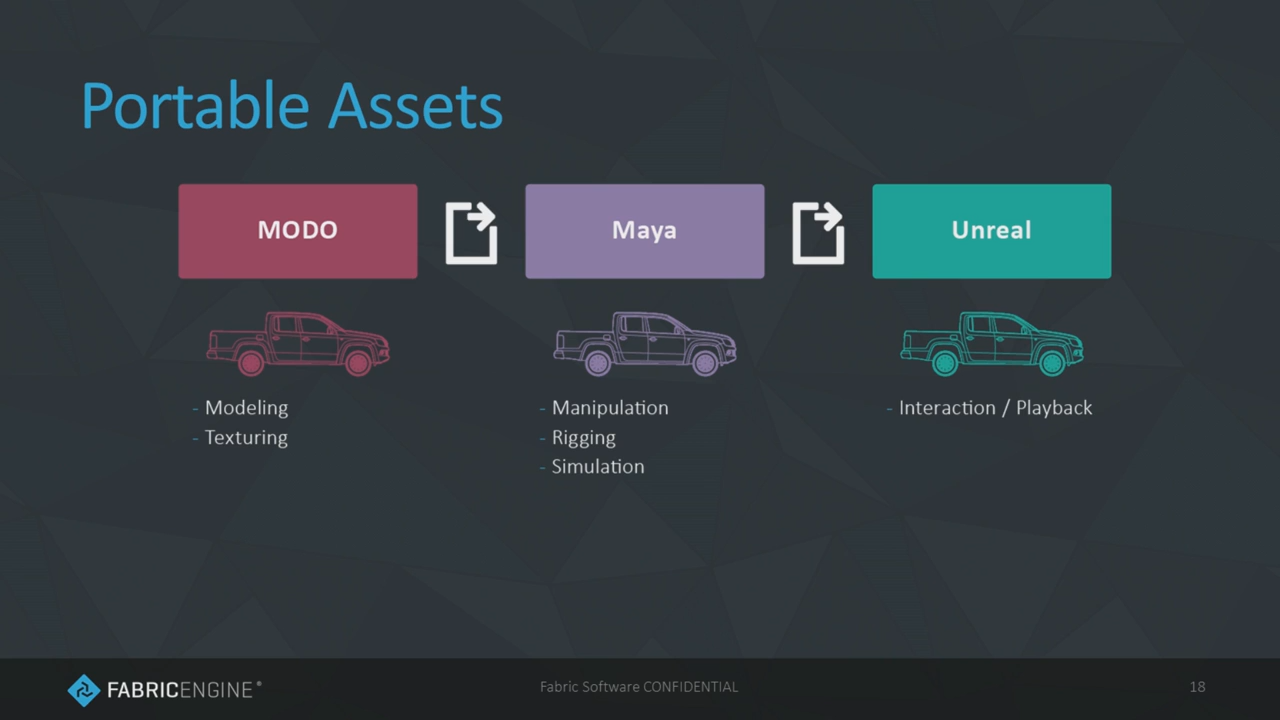 Portable Assets
MODO
Maya
Unreal
- Modeling
- Texturing
- Manipulation
- Rigging
- Simulation
- Interaction / Playback
FABRICENGINE®
Fabric Software CONFIDENTIAL
18